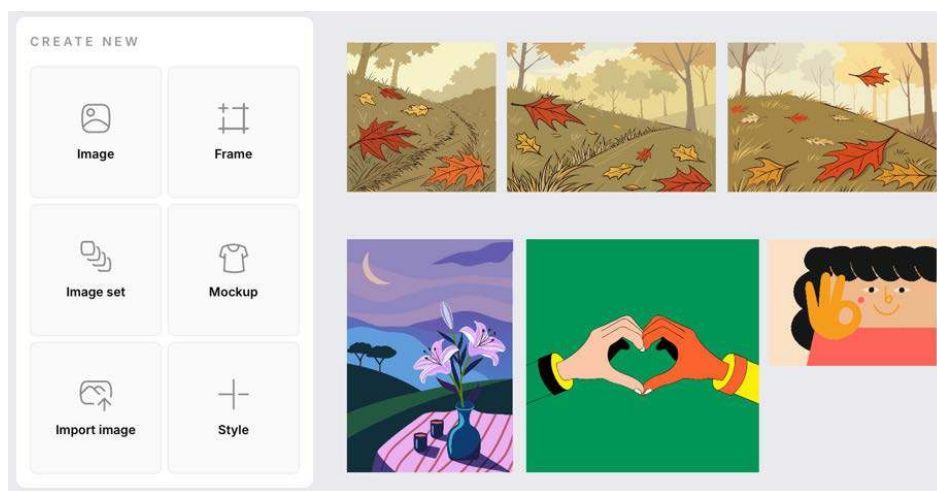 CREATE NEW
Image
Frame
Image set
Mockup
Import image
Style